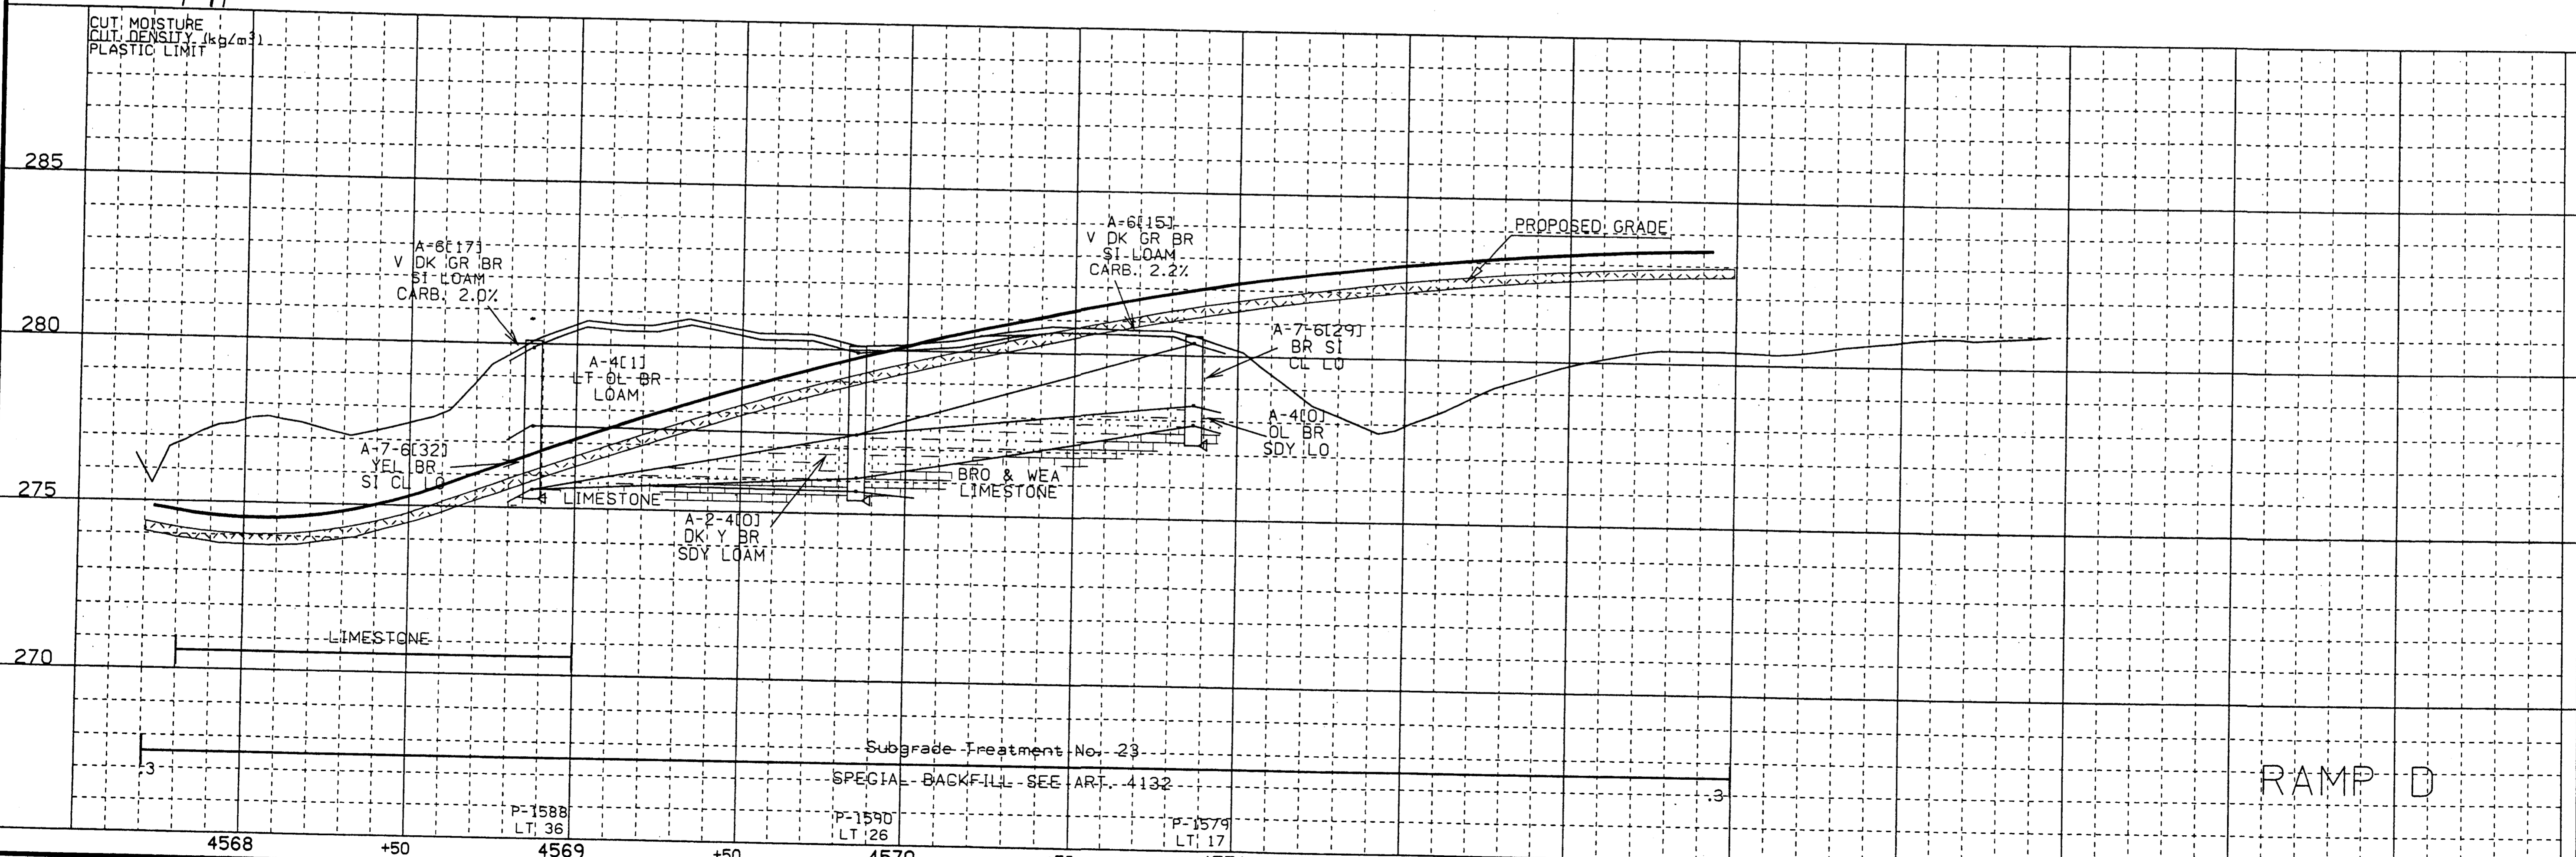 CUT MOISTURE
CUT DENSITY (kg/m³)
PLASTIC LIMIT
285
280
275
270
A-6[17]
V DK GR BR
SI LOAM
CARB. 2.0%
A-4[1]
LT OL BR
LOAM
A-7-6[32]
YEL BR
SI CL LO
LIMESTONE
A-2-4[0]
DK Y BR
SDY LOAM
A-6[15]
V DK GR BR
SI LOAM
CARB. 2.2%
PROPOSED GRADE
A-7-6[29]
BR SI
CL LO
A-4[0]
OL BR
SDY LO
BRO & WEA
LIMESTONE
LIMESTONE
Subgrade Treatment No. 23
.3
SPECIAL BACKFILL SEE ART. 4132
.3
RAMP D
P-1588
LT 36
P-1590
LT 26
P-1579
LT 17
4568
+50
4569
+50
4570